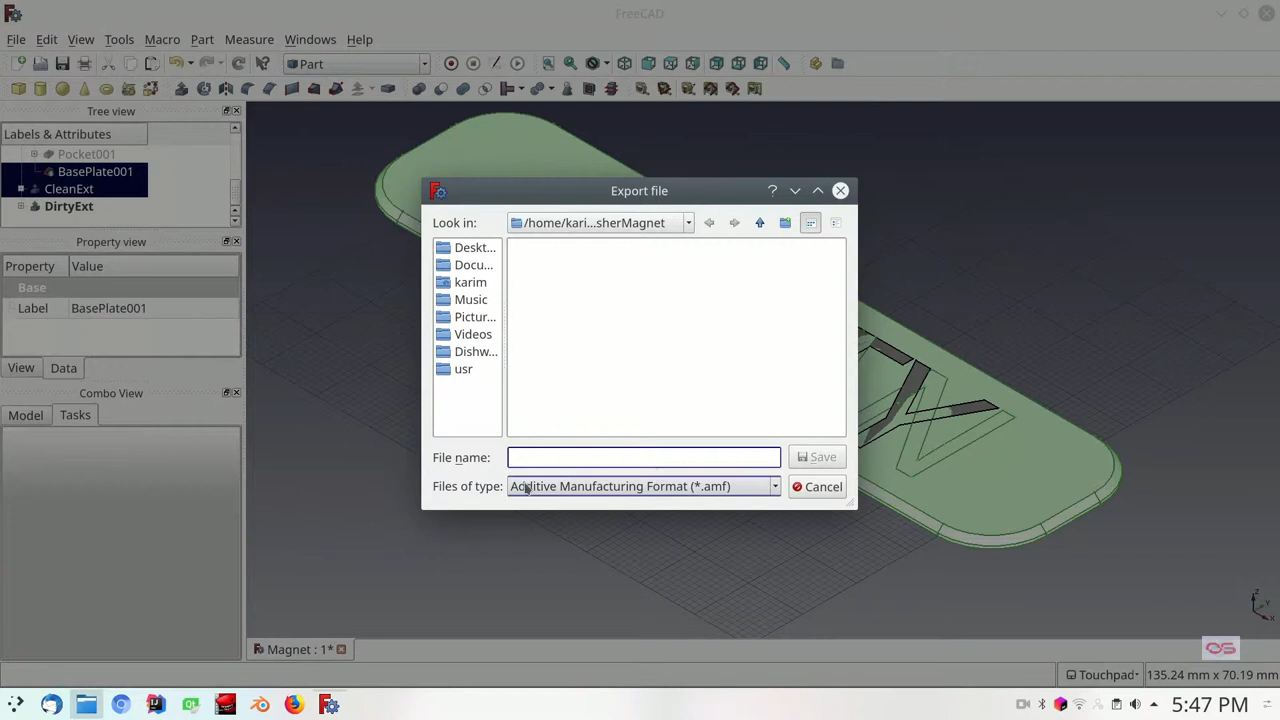 FreeCAD
File Edit View Tools Macro Part Measure Windows Help
Part
Tree view
Labels & Attributes
Pocket001
BasePlate001
CleanExt
DirtyExt
Property view
Property Value
Base
Label BasePlate001
View Data
Combo View
Model Tasks
Export file
Look in: /home/kari...sherMagnet
Deskt...
Docu...
karim
Music
Pictur...
Videos
Dishw...
usr
File name: Save
Files of type: Additive Manufacturing Format (*.amf) Cancel
Magnet : 1*
Touchpad 135.24 mm x 70.19 mm
5:47 PM